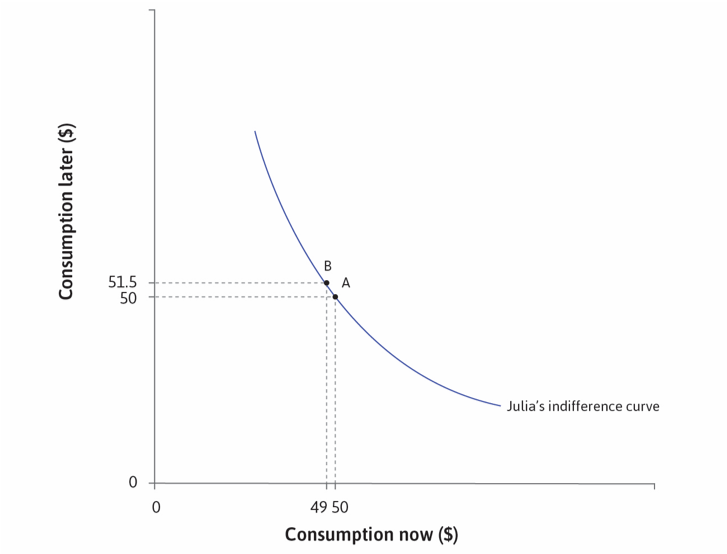 Consumption later ($)
B
51.5
A
50
Julia's indifference curve
0
0
49 50
Consumption now ($)